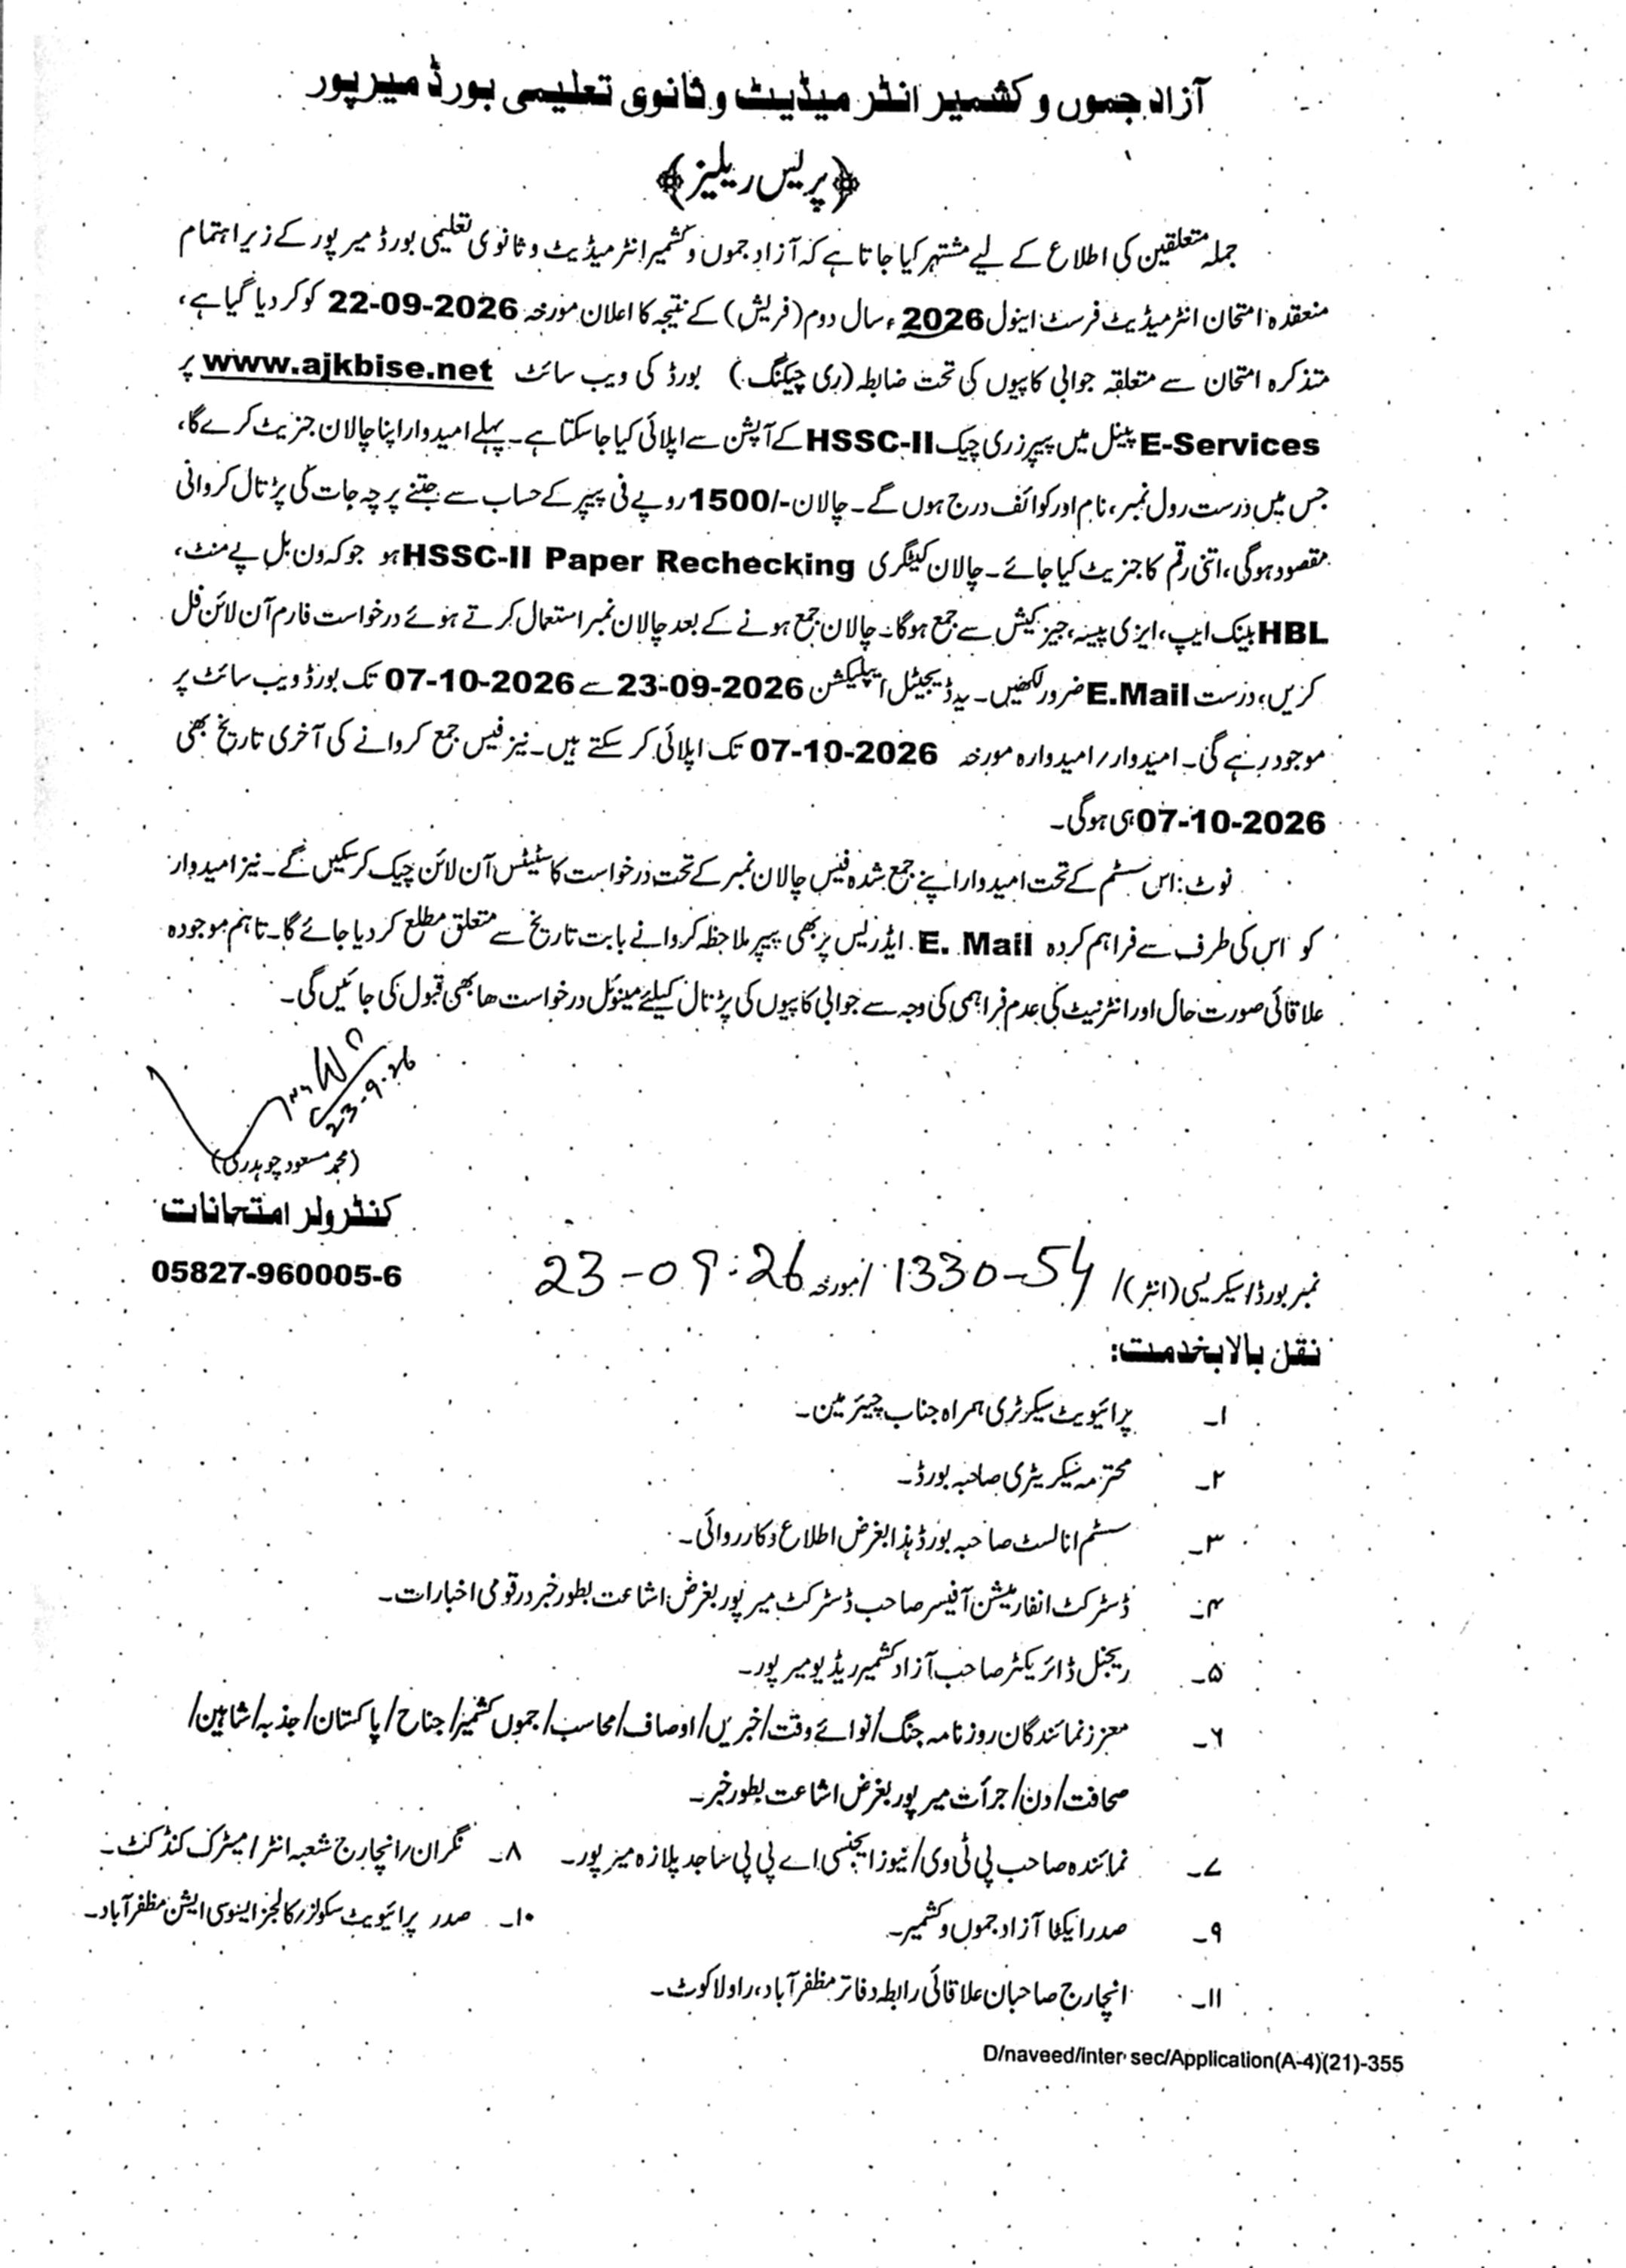 آزاد جموں و کشمیر انٹر میڈیٹ و ثانوی تعلیمی بورڈ میرپور
﴿پریس ریلیز﴾
جملہ متعلقین کی اطلاع کے لیے مشتہر کیا جاتا ہے کہ آزاد جموں و کشمیر انٹر میڈیٹ و ثانوی تعلیمی بورڈ میر پور کے زیر اہتمام
منعقدہ امتحان انٹرمیڈیٹ فرسٹ اینول 2026ء سال دوم (فریش) کے نتیجہ کا اعلان مورخہ 22-09-2026 کو کر دیا گیا ہے،
متذکرہ امتحان سے متعلقہ جوابی کاپیوں کی تحت ضابطہ (ری چیکنگ) بورڈ کی ویب سائٹ www.ajkbise.net پر
E-Services پینل میں پیپرز ری چیک HSSC-II کے آپشن سے اپلائی کیا جا سکتا ہے۔ پہلے امیدوار اپنا چالان جنریٹ کرے گا،
جس میں درست رول نمبر، نام اور کوائف درج ہوں گے۔ چالان -/1500 روپے فی پیپر کے حساب سے جتنے پرچہ جات کی پڑتال کروانی
مقصود ہوگی، اتنی رقم کا جنریٹ کیا جائے۔ چالان کیٹگری HSSC-II Paper Rechecking ہو جو کہ ون بل پے منٹ،
HBL بینک ایپ، ایزی پیسہ، جیز کیش سے جمع ہوگا۔ چالان جمع ہونے کے بعد چالان نمبر استعمال کرتے ہوئے درخواست فارم آن لائن فل
کریں، درست E.Mail ضرور لکھیں۔ یہ ڈیجیٹل ایپلیکشن 23-09-2026 سے 07-10-2026 تک بورڈ ویب سائٹ پر
موجود رہے گی۔ امیدوار/امیدوارہ مورخہ 07-10-2026 تک اپلائی کر سکتے ہیں۔ نیز فیس جمع کروانے کی آخری تاریخ بھی
07-10-2026 ہی ہوگی۔
نوٹ: اس سسٹم کے تحت امیدوار اپنے جمع شدہ فیس چالان نمبر کے تحت درخواست کا سٹیٹس آن لائن چیک کر سکیں گے۔ نیز امیدوار
کو اس کی طرف سے فراہم کردہ E. Mail ایڈریس پر بھی پیپر ملاحظہ کروانے بابت تاریخ سے متعلق مطلع کر دیا جائے گا۔ تاہم موجودہ
علاقائی صورت حال اور انٹرنیٹ کی عدم فراہمی کی وجہ سے جوابی کاپیوں کی پڑتال کیلئے مینوئل درخواست ھا بھی قبول کی جائیں گی۔
23-9-26
(محمد مسعود چوہدری)
کنٹرولر امتحانات
05827-960005-6
نمبر بورڈ/سیکریسی (انٹر)/ 1330-54 /مورخہ 23-09-26
نقل بالا بخدمت:
۱۔ پرائیویٹ سیکرٹری ہمراہ جناب چیئرمین۔
۲۔ محترمہ سیکریٹری صاحبہ بورڈ۔
۳۔ سسٹم انالسٹ صاحبہ بورڈ ہذا بغرض اطلاع و کارروائی۔
۴۔ ڈسٹرکٹ انفارمیشن آفیسر صاحب ڈسٹرکٹ میر پور بغرض اشاعت بطور خبر در قومی اخبارات۔
۵۔ ریجنل ڈائریکٹر صاحب آزاد کشمیر ریڈیو میر پور۔
۶۔ معزز نمائندگان روزنامہ جنگ/نوائے وقت/خبریں/اوصاف/محاسب/جموں کشمیر/جناح/پاکستان/جذبہ/شاہین/
صحافت/دن/جرأت میر پور بغرض اشاعت بطور خبر۔
۷۔ نمائندہ صاحب پی ٹی وی/نیوز ایجنسی اے پی پی ساجد پلازہ میر پور۔ ۸۔ نگران/انچارج شعبہ انٹر/میٹرک کنڈکٹ۔
۹۔ صدر ایکٹا آزاد جموں و کشمیر۔ ۱۰۔ صدر پرائیویٹ سکولز/کالجز ایسوسی ایشن مظفرآباد۔
۱۱۔ انچارج صاحبان علاقائی رابطہ دفاتر مظفرآباد، راولاکوٹ۔
D/naveed/inter sec/Application(A-4)(21)-355